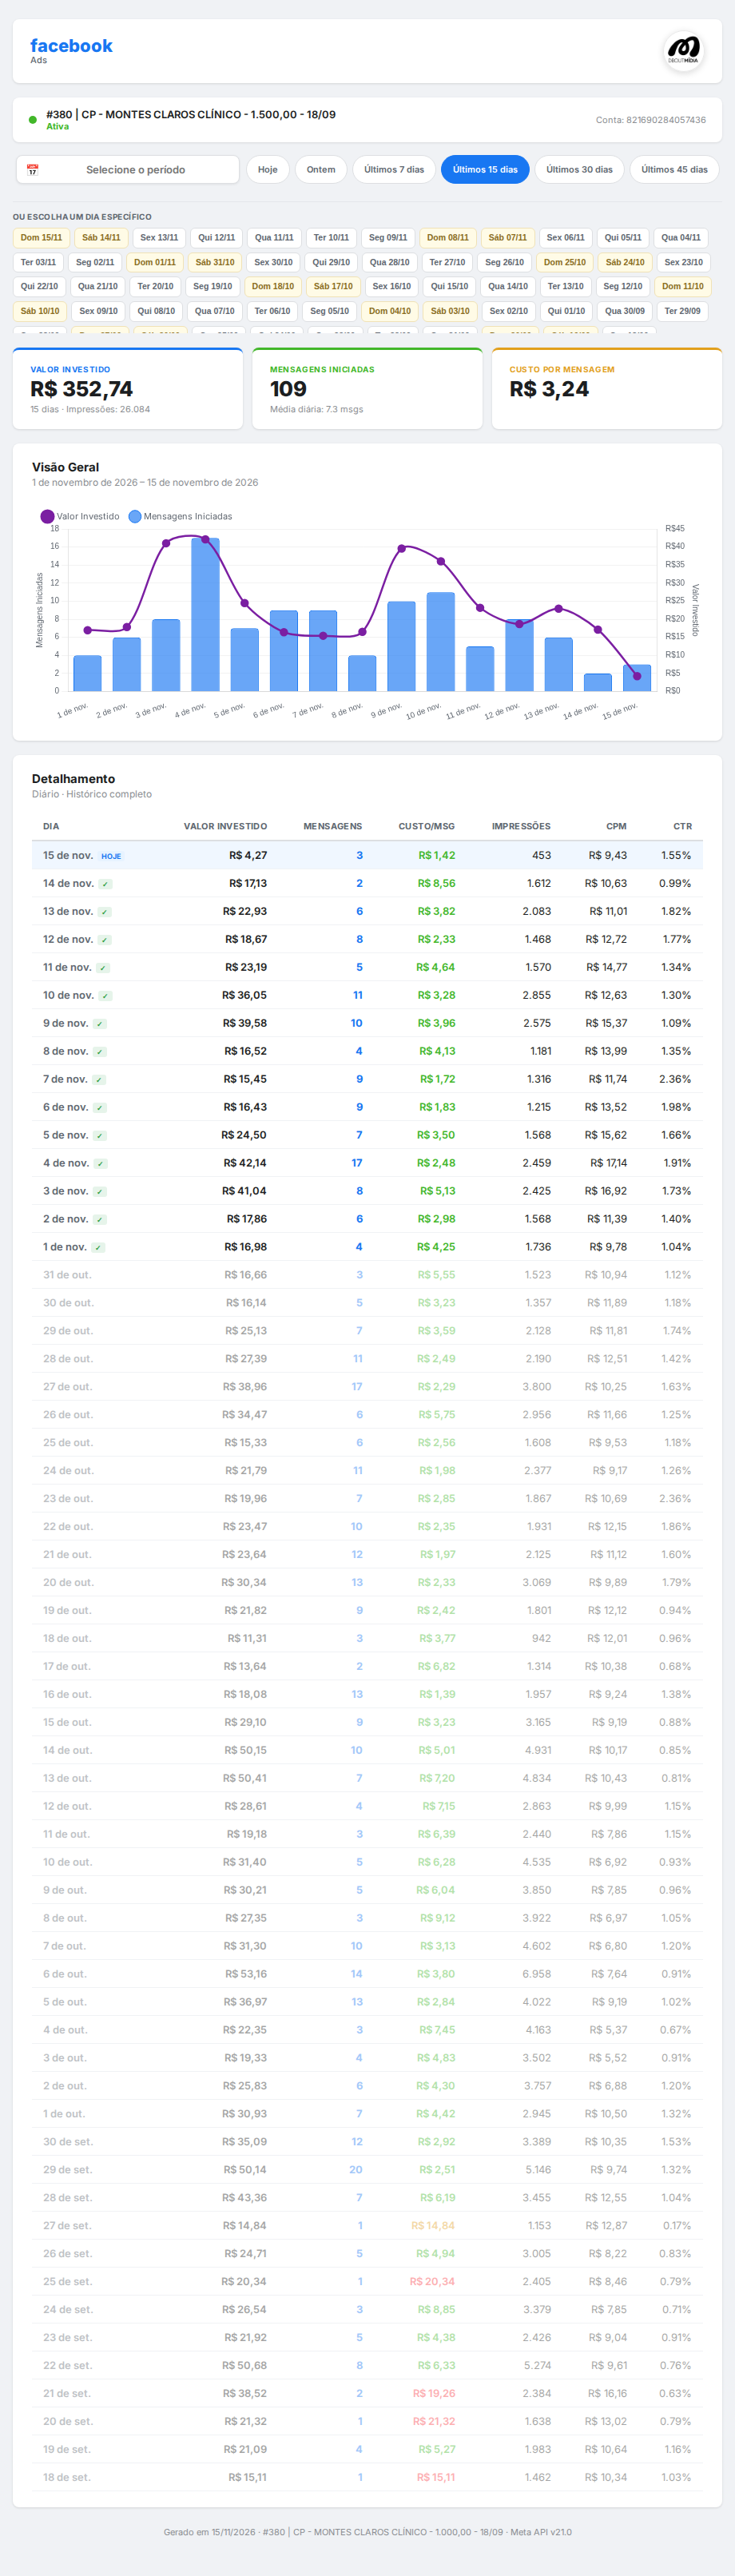 facebook
Ads
DECLIITMÍDIA
#380 | CP - MONTES CLAROS CLÍNICO - 1.500,00 - 18/09
Ativa
Conta: 821690284057436
Selecione o período
Hoje Ontem Últimos 7 dias Últimos 15 dias Últimos 30 dias Últimos 45 dias
OU ESCOLHA UM DIA ESPECÍFICO
Dom 15/11 Sáb 14/11 Sex 13/11 Qui 12/11 Qua 11/11 Ter 10/11 Seg 09/11 Dom 08/11 Sáb 07/11 Sex 06/11 Qui 05/11 Qua 04/11
Ter 03/11 Seg 02/11 Dom 01/11 Sáb 31/10 Sex 30/10 Qui 29/10 Qua 28/10 Ter 27/10 Seg 26/10 Dom 25/10 Sáb 24/10 Sex 23/10
Qui 22/10 Qua 21/10 Ter 20/10 Seg 19/10 Dom 18/10 Sáb 17/10 Sex 16/10 Qui 15/10 Qua 14/10 Ter 13/10 Seg 12/10 Dom 11/10
Sáb 10/10 Sex 09/10 Qui 08/10 Qua 07/10 Ter 06/10 Seg 05/10 Dom 04/10 Sáb 03/10 Sex 02/10 Qui 01/10 Qua 30/09 Ter 29/09
VALOR INVESTIDO
R$ 352,74
15 dias · Impressões: 26.084
MENSAGENS INICIADAS
109
Média diária: 7.3 msgs
CUSTO POR MENSAGEM
R$ 3,24
Visão Geral
1 de novembro de 2026 – 15 de novembro de 2026
Valor Investido Mensagens Iniciadas
18 R$45
16 R$40
14 R$35
12 R$30
10 R$25
8 R$20
6 R$15
4 R$10
2 R$5
0 R$0
Mensagens Iniciadas
Valor Investido
1 de nov. 2 de nov. 3 de nov. 4 de nov. 5 de nov. 6 de nov. 7 de nov. 8 de nov. 9 de nov. 10 de nov. 11 de nov. 12 de nov. 13 de nov. 14 de nov. 15 de nov.
Detalhamento
Diário · Histórico completo
DIA VALOR INVESTIDO MENSAGENS CUSTO/MSG IMPRESSÕES CPM CTR
15 de nov. HOJE R$ 4,27 3 R$ 1,42 453 R$ 9,43 1.55%
14 de nov. ✓ R$ 17,13 2 R$ 8,56 1.612 R$ 10,63 0.99%
13 de nov. ✓ R$ 22,93 6 R$ 3,82 2.083 R$ 11,01 1.82%
12 de nov. ✓ R$ 18,67 8 R$ 2,33 1.468 R$ 12,72 1.77%
11 de nov. ✓ R$ 23,19 5 R$ 4,64 1.570 R$ 14,77 1.34%
10 de nov. ✓ R$ 36,05 11 R$ 3,28 2.855 R$ 12,63 1.30%
9 de nov. ✓ R$ 39,58 10 R$ 3,96 2.575 R$ 15,37 1.09%
8 de nov. ✓ R$ 16,52 4 R$ 4,13 1.181 R$ 13,99 1.35%
7 de nov. ✓ R$ 15,45 9 R$ 1,72 1.316 R$ 11,74 2.36%
6 de nov. ✓ R$ 16,43 9 R$ 1,83 1.215 R$ 13,52 1.98%
5 de nov. ✓ R$ 24,50 7 R$ 3,50 1.568 R$ 15,62 1.66%
4 de nov. ✓ R$ 42,14 17 R$ 2,48 2.459 R$ 17,14 1.91%
3 de nov. ✓ R$ 41,04 8 R$ 5,13 2.425 R$ 16,92 1.73%
2 de nov. ✓ R$ 17,86 6 R$ 2,98 1.568 R$ 11,39 1.40%
1 de nov. ✓ R$ 16,98 4 R$ 4,25 1.736 R$ 9,78 1.04%
31 de out. R$ 16,66 3 R$ 5,55 1.523 R$ 10,94 1.12%
30 de out. R$ 16,14 5 R$ 3,23 1.357 R$ 11,89 1.18%
29 de out. R$ 25,13 7 R$ 3,59 2.128 R$ 11,81 1.74%
28 de out. R$ 27,39 11 R$ 2,49 2.190 R$ 12,51 1.42%
27 de out. R$ 38,96 17 R$ 2,29 3.800 R$ 10,25 1.63%
26 de out. R$ 34,47 6 R$ 5,75 2.956 R$ 11,66 1.25%
25 de out. R$ 15,33 6 R$ 2,56 1.608 R$ 9,53 1.18%
24 de out. R$ 21,79 11 R$ 1,98 2.377 R$ 9,17 1.26%
23 de out. R$ 19,96 7 R$ 2,85 1.867 R$ 10,69 2.36%
22 de out. R$ 23,47 10 R$ 2,35 1.931 R$ 12,15 1.86%
21 de out. R$ 23,64 12 R$ 1,97 2.125 R$ 11,12 1.60%
20 de out. R$ 30,34 13 R$ 2,33 3.069 R$ 9,89 1.79%
19 de out. R$ 21,82 9 R$ 2,42 1.801 R$ 12,12 0.94%
18 de out. R$ 11,31 3 R$ 3,77 942 R$ 12,01 0.96%
17 de out. R$ 13,64 2 R$ 6,82 1.314 R$ 10,38 0.68%
16 de out. R$ 18,08 13 R$ 1,39 1.957 R$ 9,24 1.38%
15 de out. R$ 29,10 9 R$ 3,23 3.165 R$ 9,19 0.88%
14 de out. R$ 50,15 10 R$ 5,01 4.931 R$ 10,17 0.85%
13 de out. R$ 50,41 7 R$ 7,20 4.834 R$ 10,43 0.81%
12 de out. R$ 28,61 4 R$ 7,15 2.863 R$ 9,99 1.15%
11 de out. R$ 19,18 3 R$ 6,39 2.440 R$ 7,86 1.15%
10 de out. R$ 31,40 5 R$ 6,28 4.535 R$ 6,92 0.93%
9 de out. R$ 30,21 5 R$ 6,04 3.850 R$ 7,85 0.96%
8 de out. R$ 27,35 3 R$ 9,12 3.922 R$ 6,97 1.05%
7 de out. R$ 31,30 10 R$ 3,13 4.602 R$ 6,80 1.20%
6 de out. R$ 53,16 14 R$ 3,80 6.958 R$ 7,64 0.91%
5 de out. R$ 36,97 13 R$ 2,84 4.022 R$ 9,19 1.02%
4 de out. R$ 22,35 3 R$ 7,45 4.163 R$ 5,37 0.67%
3 de out. R$ 19,33 4 R$ 4,83 3.502 R$ 5,52 0.91%
2 de out. R$ 25,83 6 R$ 4,30 3.757 R$ 6,88 1.20%
1 de out. R$ 30,93 7 R$ 4,42 2.945 R$ 10,50 1.32%
30 de set. R$ 35,09 12 R$ 2,92 3.389 R$ 10,35 1.53%
29 de set. R$ 50,14 20 R$ 2,51 5.146 R$ 9,74 1.32%
28 de set. R$ 43,36 7 R$ 6,19 3.455 R$ 12,55 1.04%
27 de set. R$ 14,84 1 R$ 14,84 1.153 R$ 12,87 0.17%
26 de set. R$ 24,71 5 R$ 4,94 3.005 R$ 8,22 0.83%
25 de set. R$ 20,34 1 R$ 20,34 2.405 R$ 8,46 0.79%
24 de set. R$ 26,54 3 R$ 8,85 3.379 R$ 7,85 0.71%
23 de set. R$ 21,92 5 R$ 4,38 2.426 R$ 9,04 0.91%
22 de set. R$ 50,68 8 R$ 6,33 5.274 R$ 9,61 0.76%
21 de set. R$ 38,52 2 R$ 19,26 2.384 R$ 16,16 0.63%
20 de set. R$ 21,32 1 R$ 21,32 1.638 R$ 13,02 0.79%
19 de set. R$ 21,09 4 R$ 5,27 1.983 R$ 10,64 1.16%
18 de set. R$ 15,11 1 R$ 15,11 1.462 R$ 10,34 1.03%
Gerado em 15/11/2026 · #380 | CP - MONTES CLAROS CLÍNICO - 1.000,00 - 18/09 · Meta API v21.0